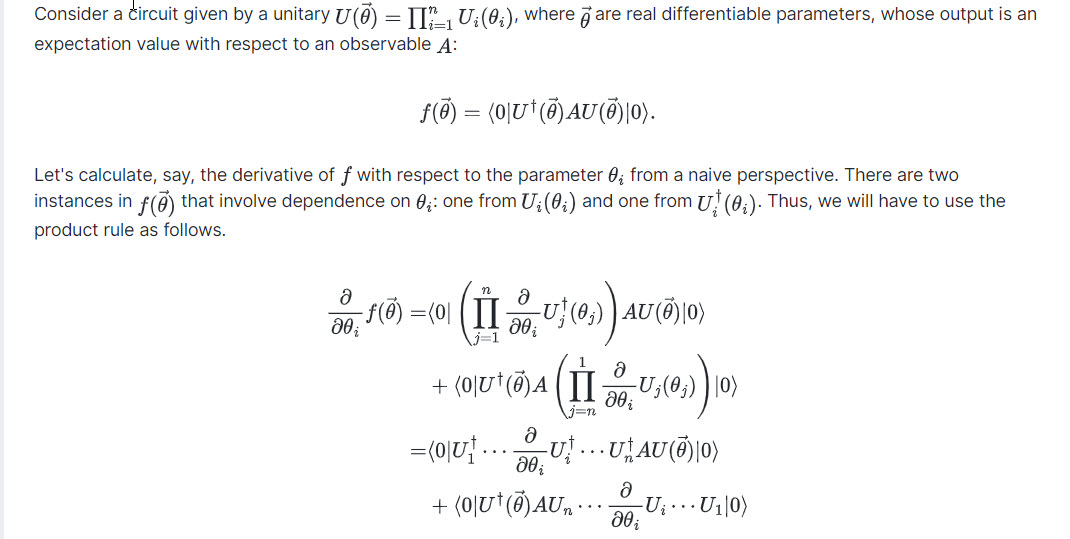 Consider a circuit given by a unitary U(θ⃗) = ∏ⁿᵢ₌₁ Uᵢ(θᵢ), where θ⃗ are real differentiable parameters, whose output is an
expectation value with respect to an observable A:
f(θ⃗) = ⟨0|U†(θ⃗)AU(θ⃗)|0⟩.
Let's calculate, say, the derivative of f with respect to the parameter θᵢ from a naive perspective. There are two
instances in f(θ⃗) that involve dependence on θᵢ: one from Uᵢ(θᵢ) and one from Uᵢ†(θᵢ). Thus, we will have to use the
product rule as follows.
∂/∂θᵢ f(θ⃗) =⟨0| (∏ⁿⱼ₌₁ ∂/∂θᵢ Uⱼ†(θⱼ)) AU(θ⃗)|0⟩
+ ⟨0|U†(θ⃗)A (∏¹ⱼ₌ₙ ∂/∂θᵢ Uⱼ(θⱼ)) |0⟩
=⟨0|U₁† ⋯ ∂/∂θᵢ Uᵢ† ⋯ Uₙ† AU(θ⃗)|0⟩
+ ⟨0|U†(θ⃗)AUₙ ⋯ ∂/∂θᵢ Uᵢ ⋯ U₁|0⟩